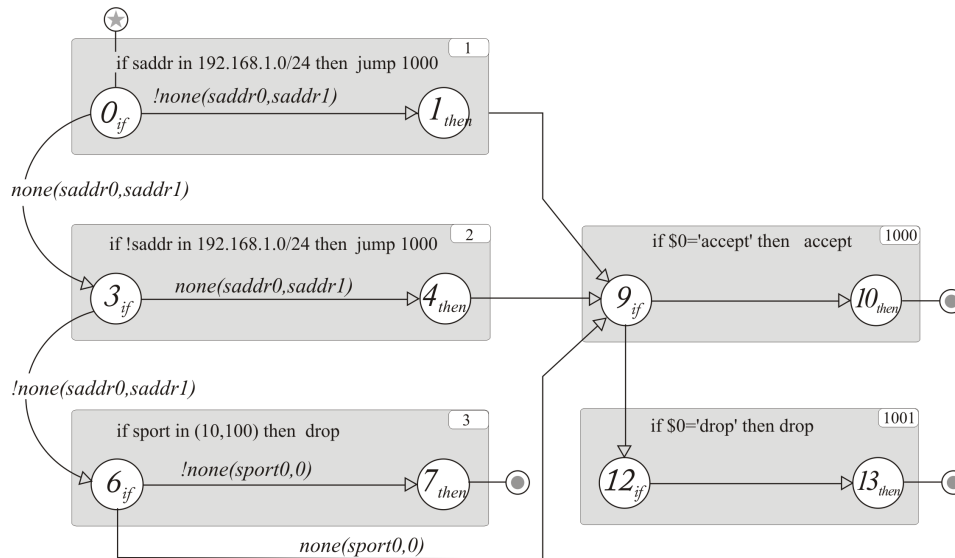 1
if saddr in 192.168.1.0/24 then jump 1000
!none(saddr0,saddr1)
0if
1then
none(saddr0,saddr1)
2
if !saddr in 192.168.1.0/24 then jump 1000
none(saddr0,saddr1)
3if
4then
!none(saddr0,saddr1)
3
if sport in (10,100) then drop
!none(sport0,0)
6if
7then
none(sport0,0)
1000
if $0='accept' then accept
9if
10then
1001
if $0='drop' then drop
12if
13then